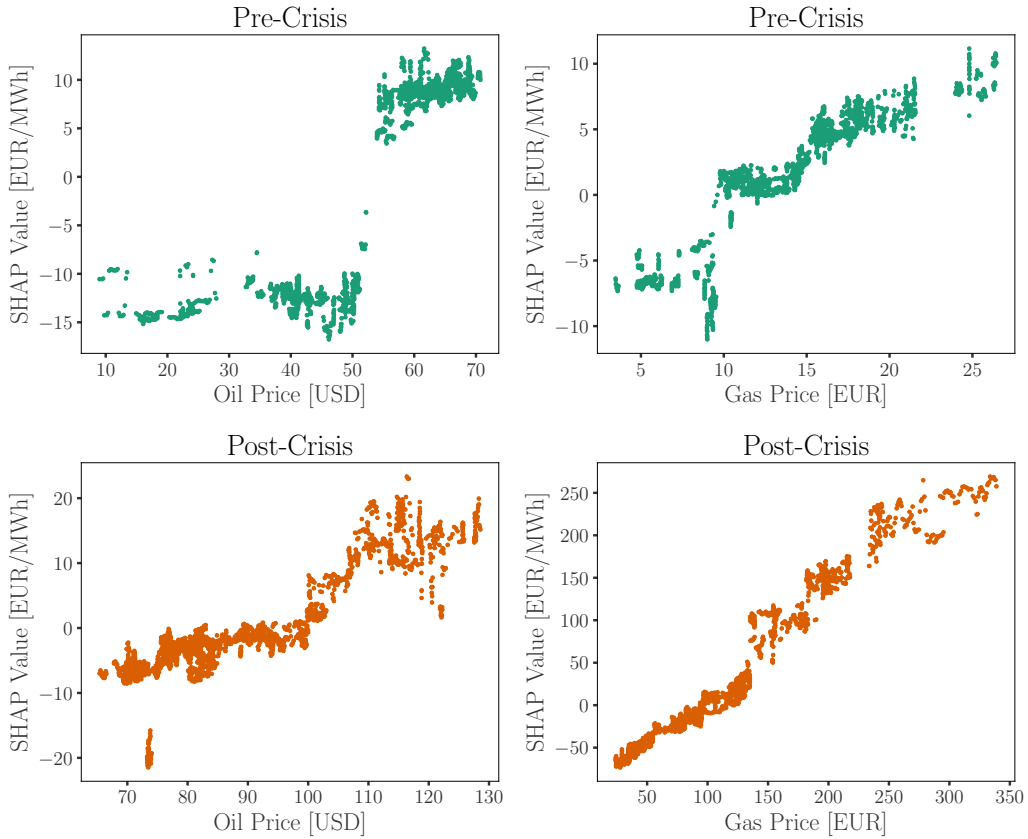 Pre-Crisis
Pre-Crisis
SHAP Value [EUR/MWh]
10
5
0
−5
−10
−15
10 20 30 40 50 60 70
Oil Price [USD]
SHAP Value [EUR/MWh]
10
5
0
−5
−10
5 10 15 20 25
Gas Price [EUR]
Post-Crisis
Post-Crisis
SHAP Value [EUR/MWh]
20
10
0
−10
−20
70 80 90 100 110 120 130
Oil Price [USD]
SHAP Value [EUR/MWh]
250
200
150
100
50
0
−50
50 100 150 200 250 300 350
Gas Price [EUR]